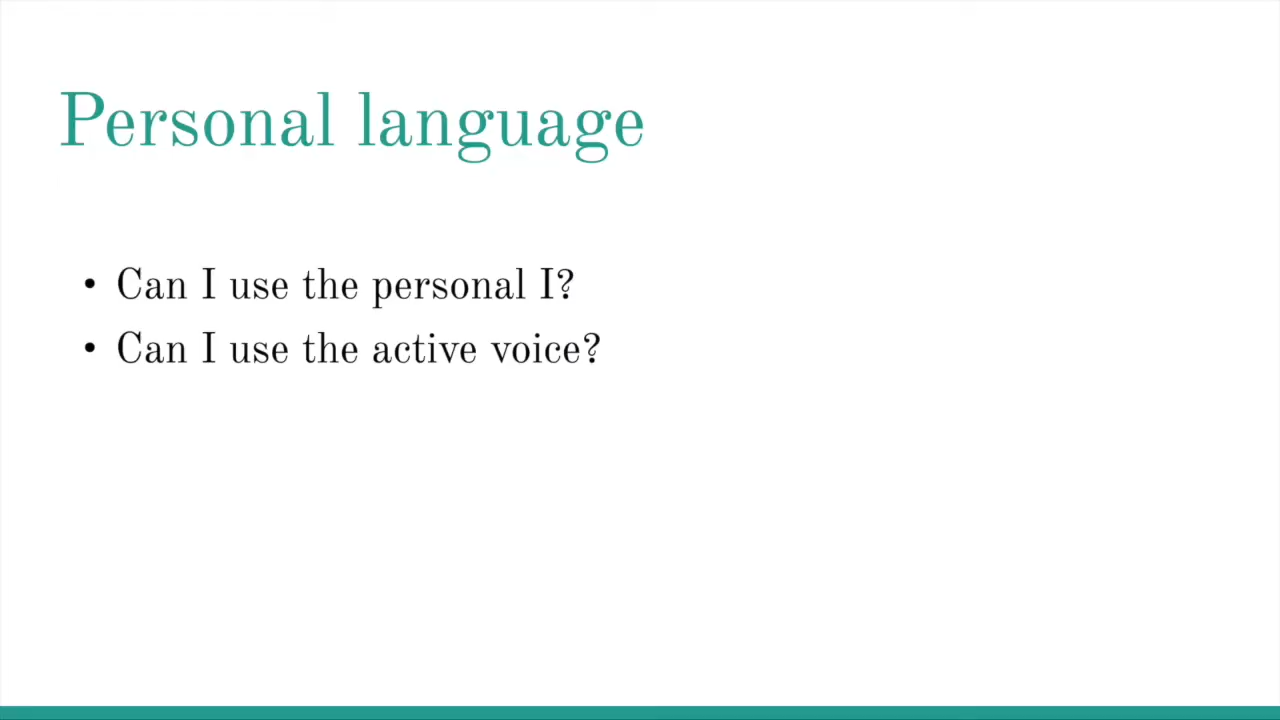 Personal language
• Can I use the personal I?
• Can I use the active voice?